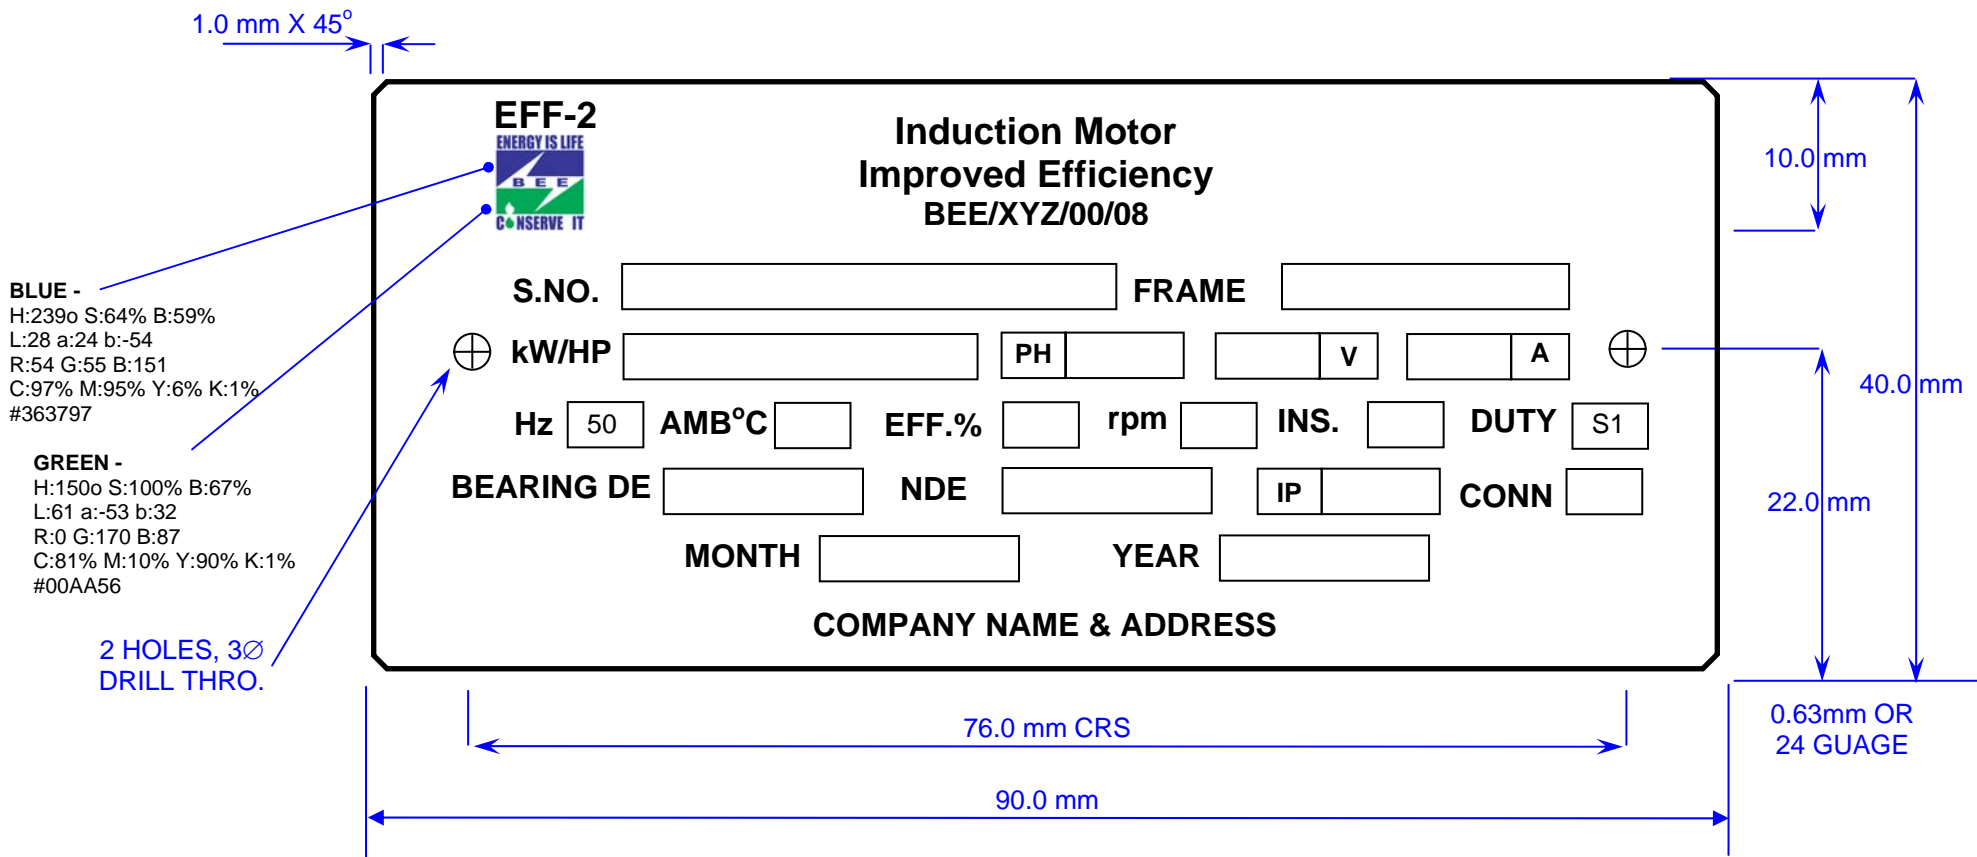 1.0 mm X 45o
EFF-2
ENERGY IS LIFE
BEE
CONSERVE IT
Induction Motor
Improved Efficiency
BEE/XYZ/00/08
10.0 mm
BLUE -
H:239o S:64% B:59%
L:28 a:24 b:-54
R:54 G:55 B:151
C:97% M:95% Y:6% K:1%
#363797
GREEN -
H:150o S:100% B:67%
L:61 a:-53 b:32
R:0 G:170 B:87
C:81% M:10% Y:90% K:1%
#00AA56
2 HOLES, 3∅
DRILL THRO.
S.NO. FRAME
kW/HP PH V A
Hz 50 AMBoC EFF.% rpm INS. DUTY S1
BEARING DE NDE IP CONN
MONTH YEAR
COMPANY NAME & ADDRESS
40.0 mm
22.0 mm
0.63mm OR
24 GUAGE
76.0 mm CRS
90.0 mm